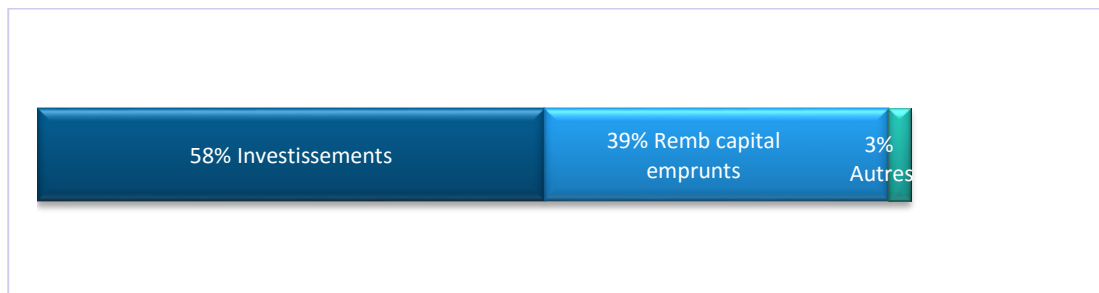 58% Investissements
39% Remb capital
emprunts
3%
Autres